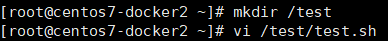 [root@centos7-docker2 ~]# mkdir /test
[root@centos7-docker2 ~]# vi /test/test.sh